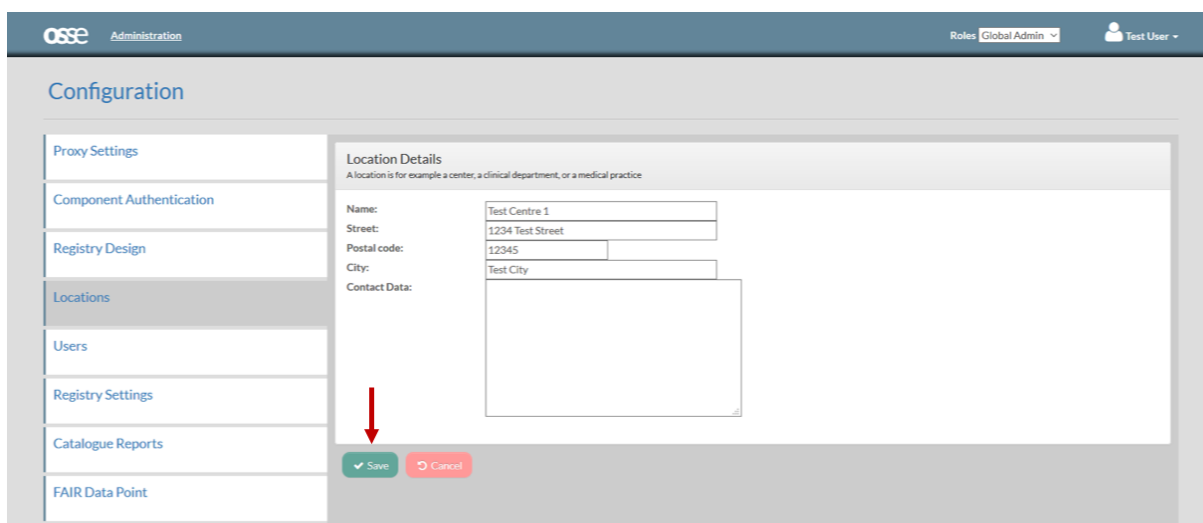 osse Administration Roles Global Admin Test User
Configuration
Proxy Settings
Component Authentication
Registry Design
Locations
Users
Registry Settings
Catalogue Reports
FAIR Data Point
Location Details
A location is for example a center, a clinical department, or a medical practice
Name: Test Centre 1
Street: 1234 Test Street
Postal code: 12345
City: Test City
Contact Data:
Save Cancel